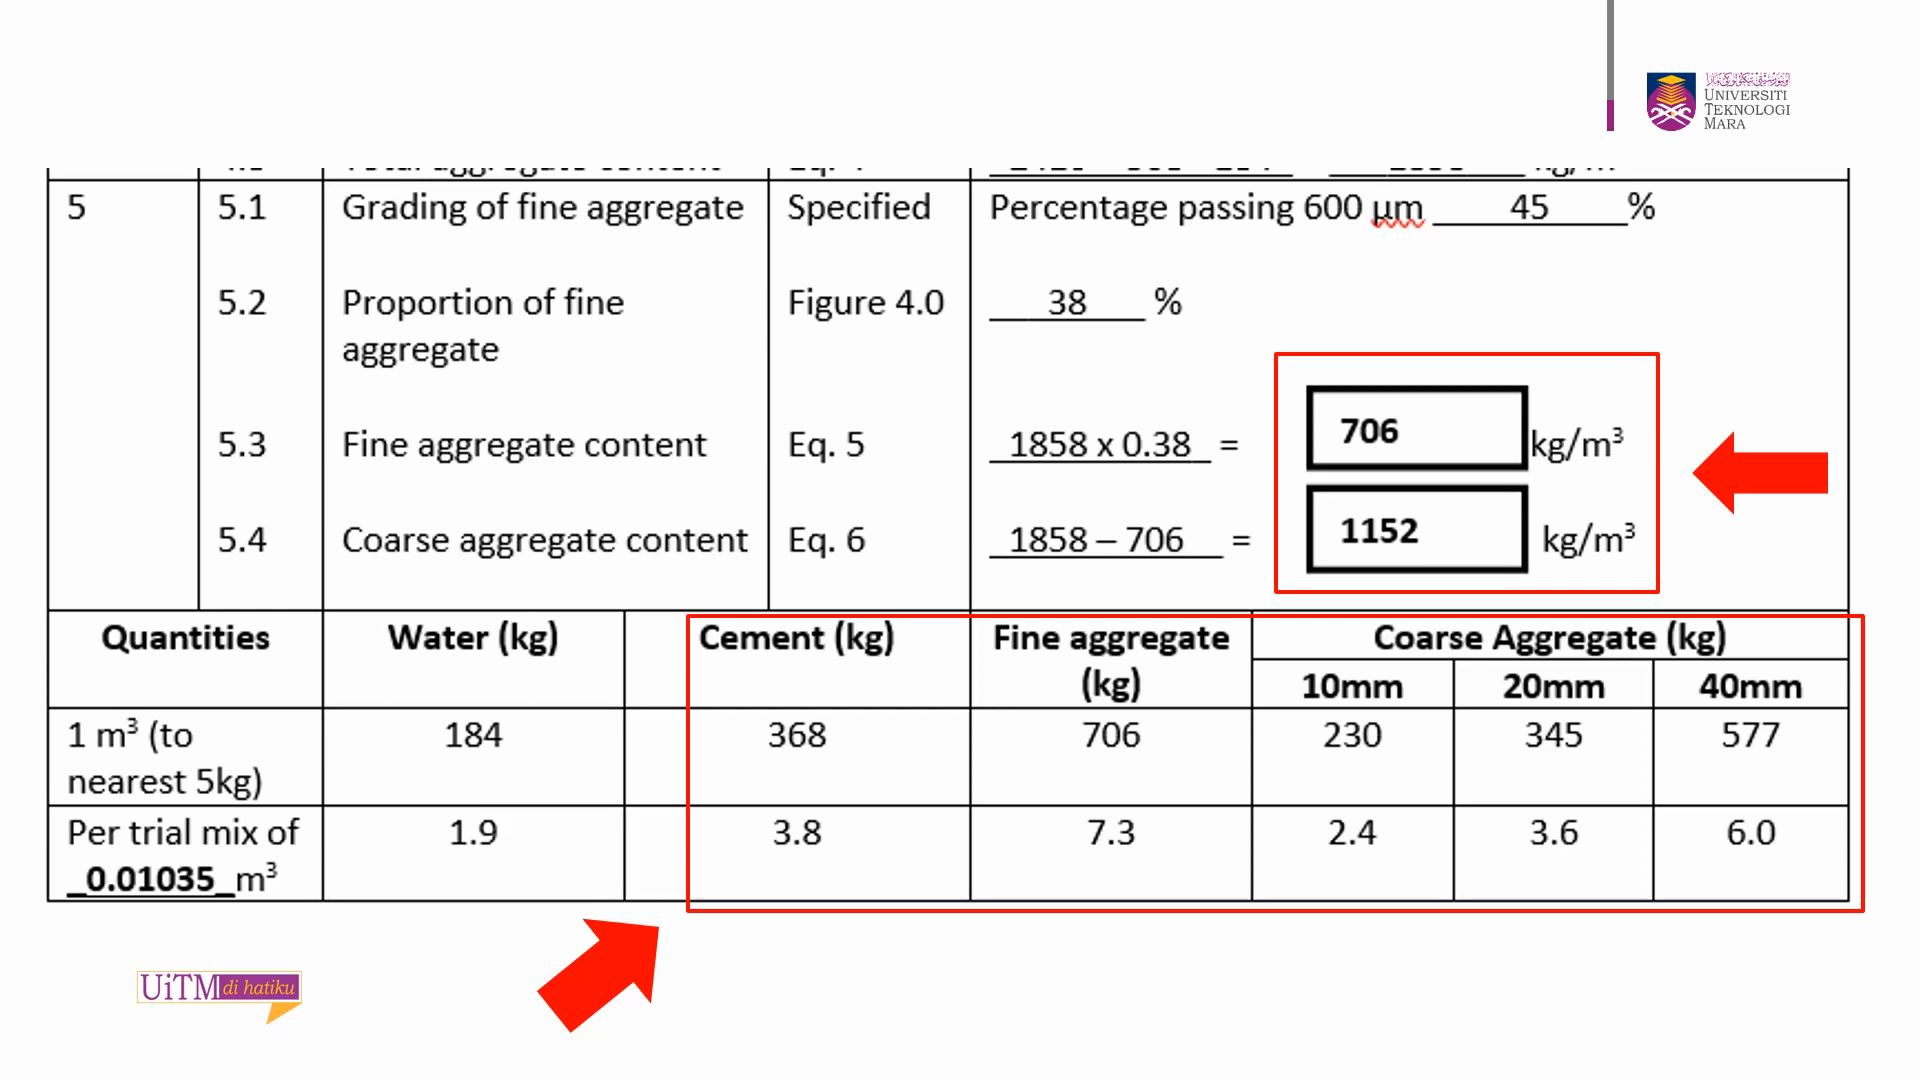 UNIVERSITI
TEKNOLOGI
MARA
5 5.1 Grading of fine aggregate Specified Percentage passing 600 µm 45 %
5.2 Proportion of fine aggregate Figure 4.0 38 %
5.3 Fine aggregate content Eq. 5 1858 x 0.38 = 706 kg/m³
5.4 Coarse aggregate content Eq. 6 1858 – 706 = 1152 kg/m³
Quantities Water (kg) Cement (kg) Fine aggregate (kg) Coarse Aggregate (kg)
10mm 20mm 40mm
1 m³ (to nearest 5kg) 184 368 706 230 345 577
Per trial mix of _0.01035_m³ 1.9 3.8 7.3 2.4 3.6 6.0
UiTM di hatiku